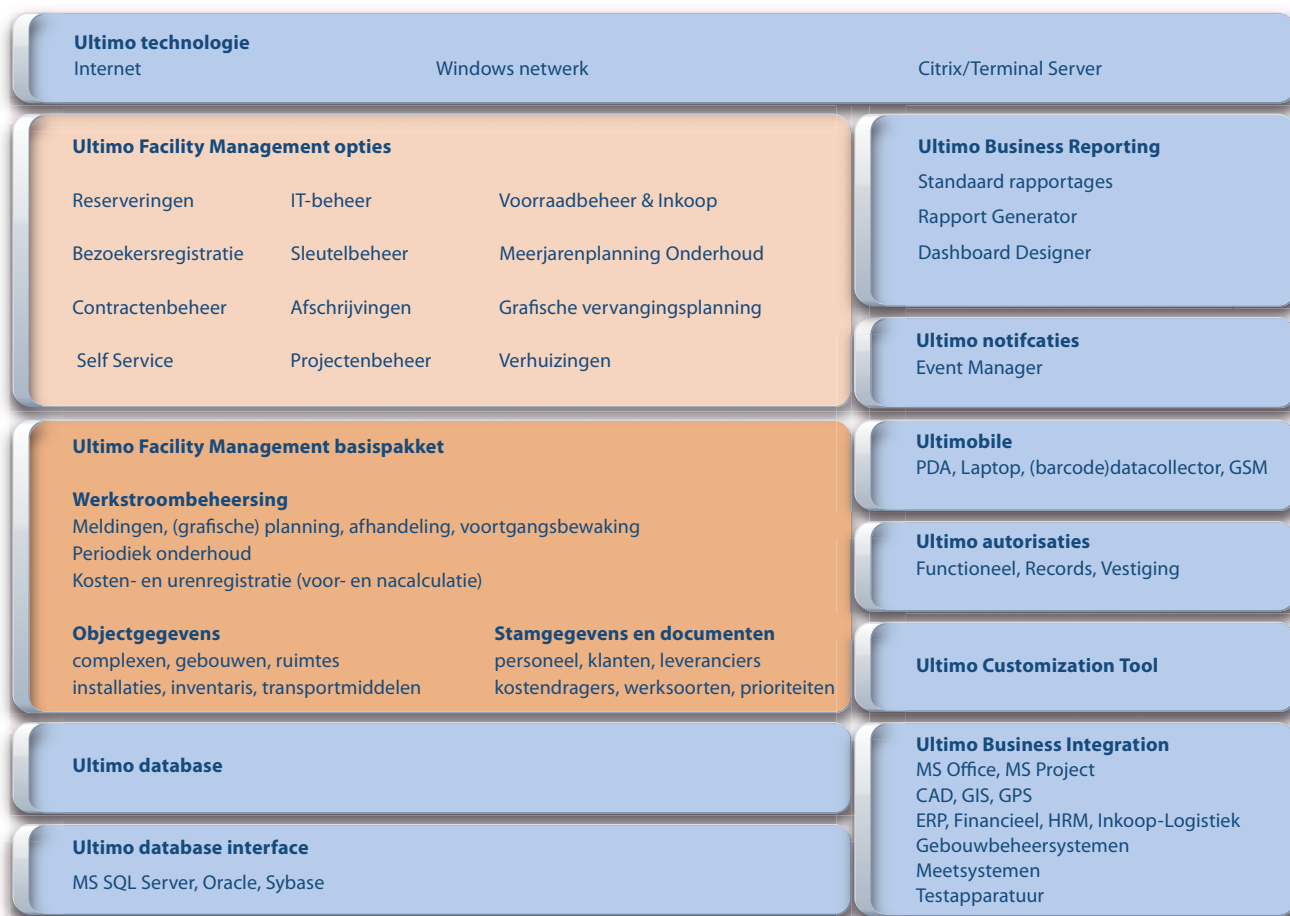 Ultimo technologie
Internet Windows netwerk Citrix/Terminal Server
Ultimo Facility Management opties
Reserveringen IT-beheer Voorraadbeheer & Inkoop
Bezoekersregistratie Sleutelbeheer Meerjarenplanning Onderhoud
Contractenbeheer Afschrijvingen Grafische vervangingsplanning
Self Service Projectenbeheer Verhuizingen
Ultimo Business Reporting
Standaard rapportages
Rapport Generator
Dashboard Designer
Ultimo notifcaties
Event Manager
Ultimo Facility Management basispakket
Werkstroombeheersing
Meldingen, (grafische) planning, afhandeling, voortgangsbewaking
Periodiek onderhoud
Kosten- en urenregistratie (voor- en nacalculatie)
Objectgegevens
complexen, gebouwen, ruimtes
installaties, inventaris, transportmiddelen
Stamgegevens en documenten
personeel, klanten, leveranciers
kostendragers, werksoorten, prioriteiten
Ultimobile
PDA, Laptop, (barcode)datacollector, GSM
Ultimo autorisaties
Functioneel, Records, Vestiging
Ultimo Customization Tool
Ultimo database
Ultimo database interface
MS SQL Server, Oracle, Sybase
Ultimo Business Integration
MS Office, MS Project
CAD, GIS, GPS
ERP, Financieel, HRM, Inkoop-Logistiek
Gebouwbeheersystemen
Meetsystemen
Testapparatuur